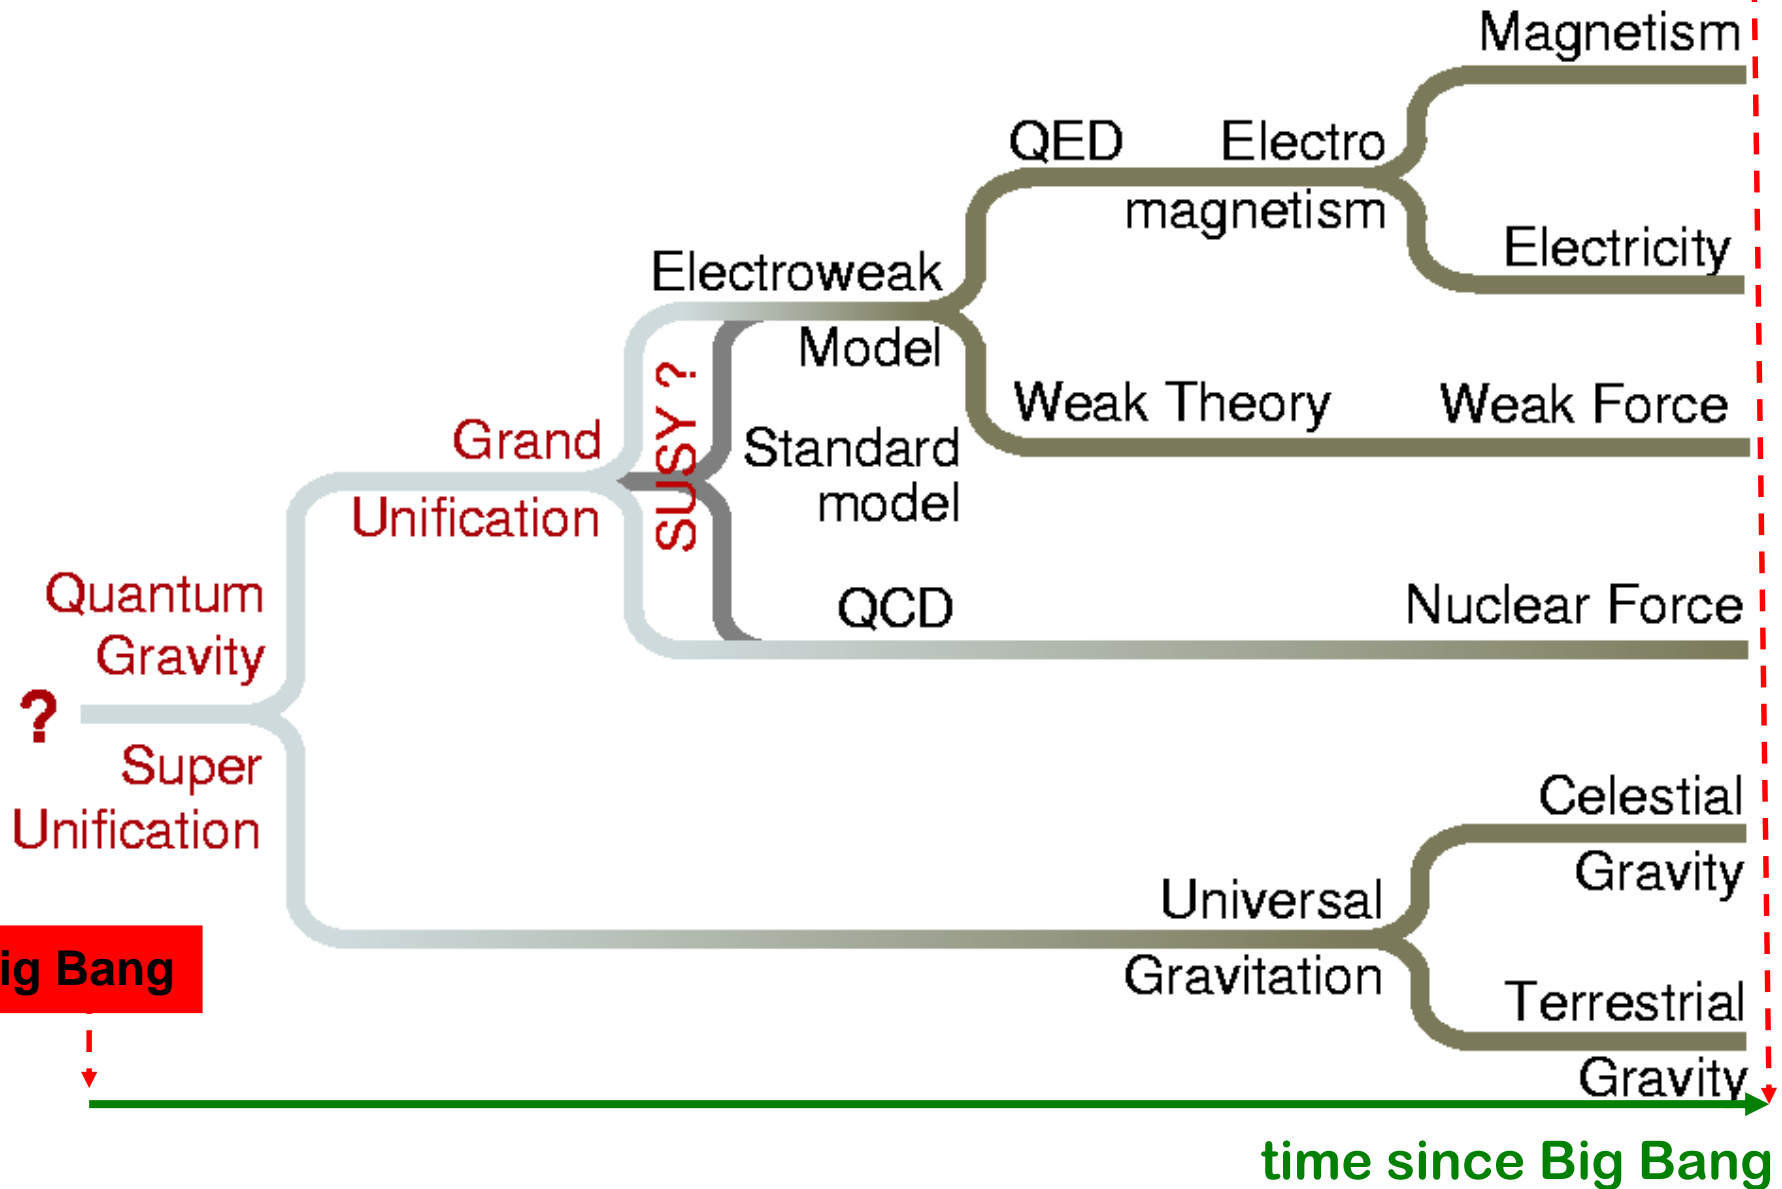 Magnetism
QED
Electro
magnetism
Electricity
Electroweak
Model
Weak Theory
Weak Force
SUSY ?
Grand
Unification
Standard
model
QCD
Nuclear Force
Quantum
Gravity
?
Super
Unification
Celestial
Gravity
Universal
Gravitation
Terrestrial
Gravity
ig Bang
time since Big Bang